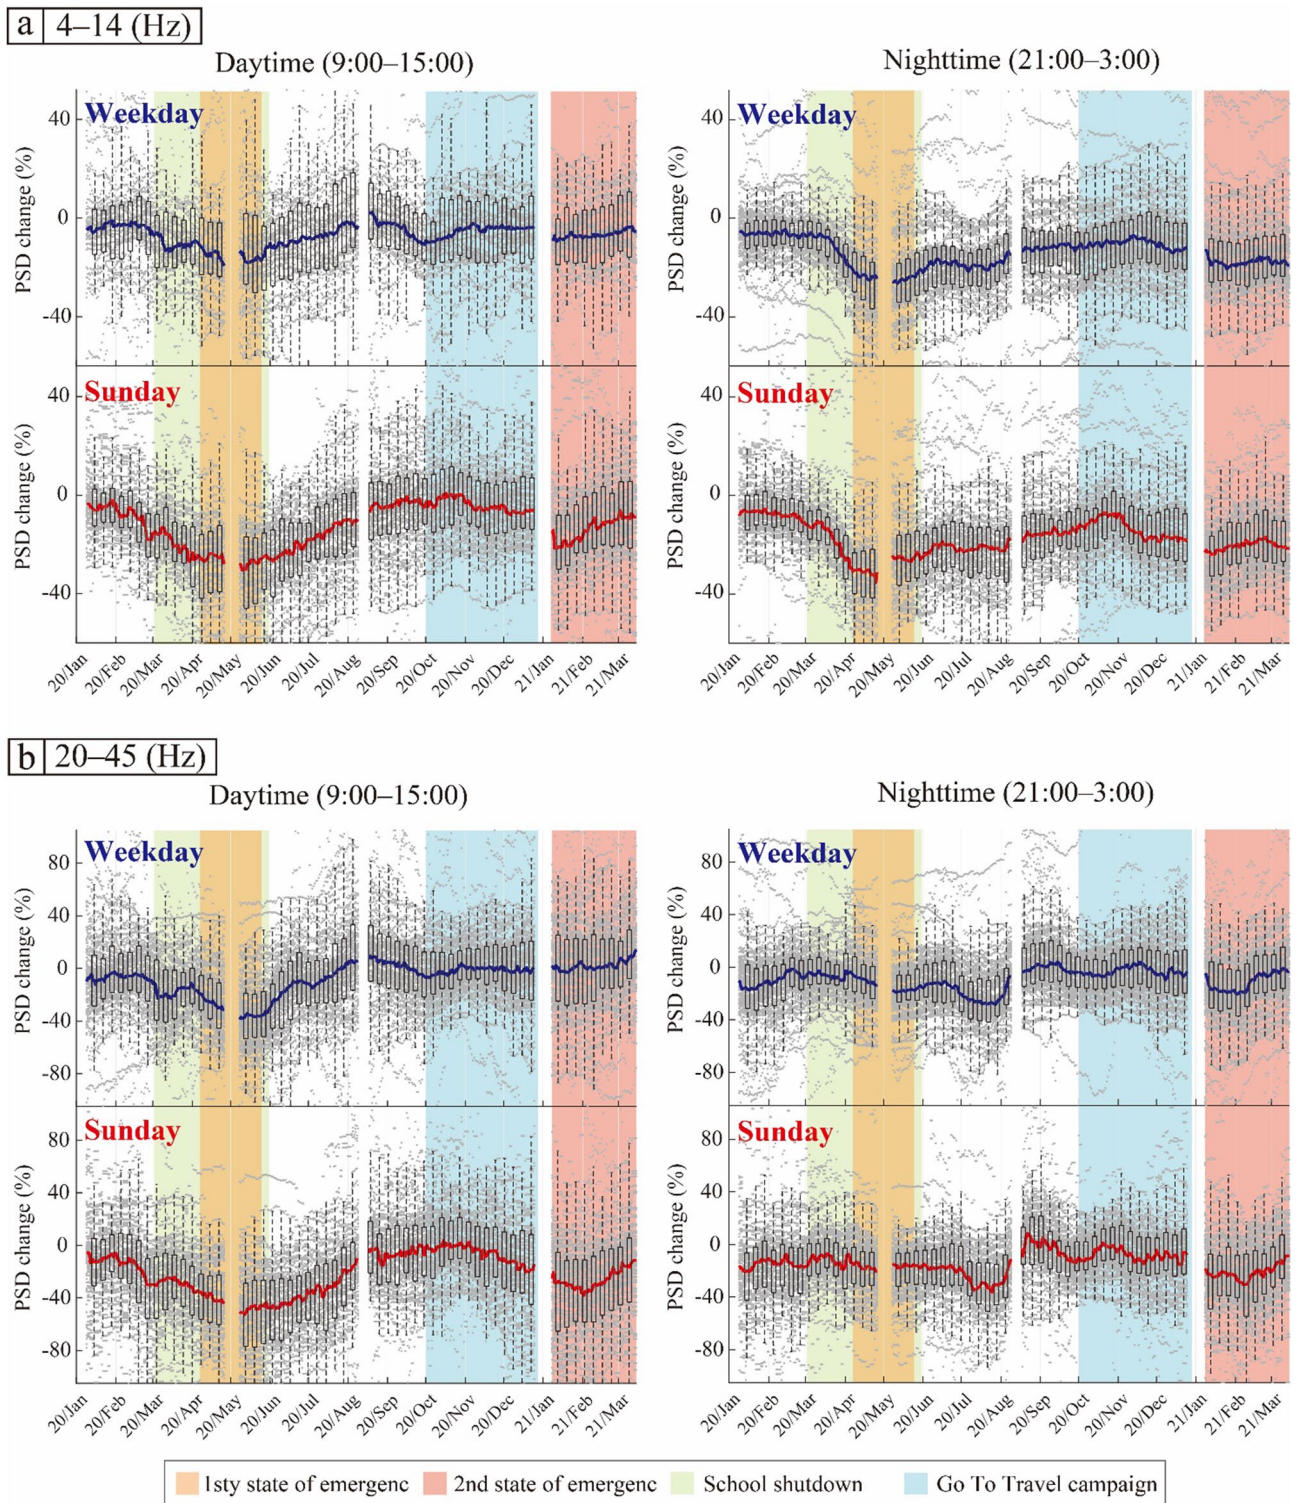 a 4–14 (Hz)
Daytime (9:00–15:00)
Nighttime (21:00–3:00)
Weekday
40
0
-40
PSD change (%)
Weekday
40
0
-40
PSD change (%)
Sunday
40
0
-40
PSD change (%)
Sunday
40
0
-40
PSD change (%)
20/Jan 20/Feb 20/Mar 20/Apr 20/May 20/Jun 20/Jul 20/Aug 20/Sep 20/Oct 20/Nov 20/Dec 21/Jan 21/Feb 21/Mar
20/Jan 20/Feb 20/Mar 20/Apr 20/May 20/Jun 20/Jul 20/Aug 20/Sep 20/Oct 20/Nov 20/Dec 21/Jan 21/Feb 21/Mar
b 20–45 (Hz)
Daytime (9:00–15:00)
Nighttime (21:00–3:00)
Weekday
80
40
0
-40
-80
PSD change (%)
Weekday
80
40
0
-40
-80
PSD change (%)
Sunday
80
40
0
-40
-80
PSD change (%)
Sunday
80
40
0
-40
-80
PSD change (%)
20/Jan 20/Feb 20/Mar 20/Apr 20/May 20/Jun 20/Jul 20/Aug 20/Sep 20/Oct 20/Nov 20/Dec 21/Jan 21/Feb 21/Mar
20/Jan 20/Feb 20/Mar 20/Apr 20/May 20/Jun 20/Jul 20/Aug 20/Sep 20/Oct 20/Nov 20/Dec 21/Jan 21/Feb 21/Mar
1sty state of emergenc 2nd state of emergenc School shutdown Go To Travel campaign